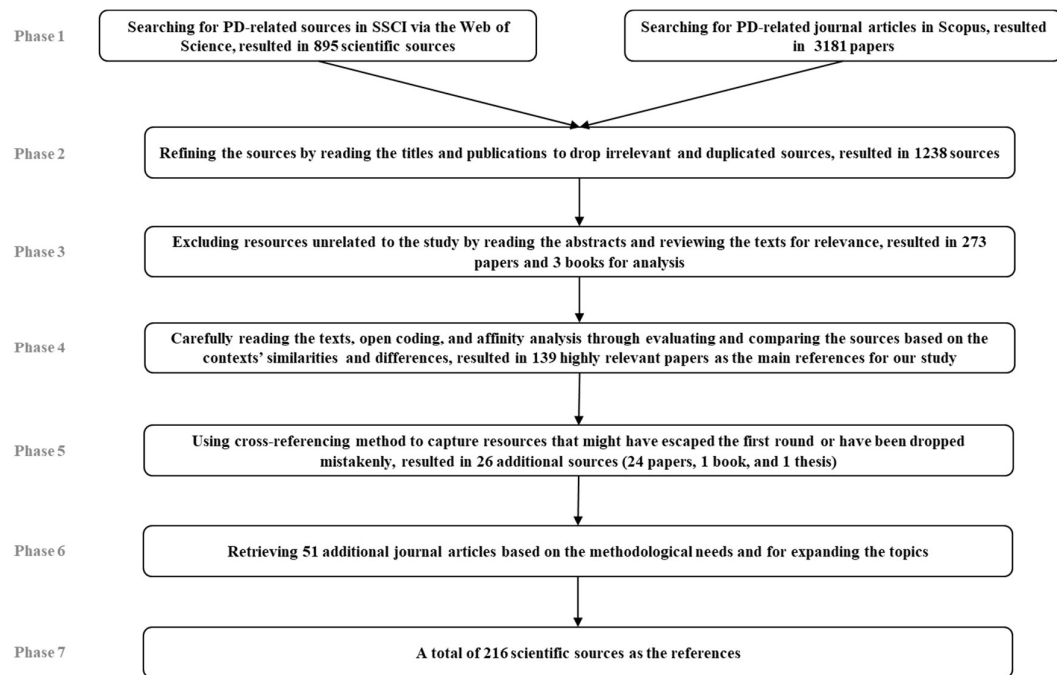 Phase 1
Searching for PD-related sources in SSCI via the Web of
Science, resulted in 895 scientific sources
Searching for PD-related journal articles in Scopus, resulted
in 3181 papers
Phase 2
Refining the sources by reading the titles and publications to drop irrelevant and duplicated sources, resulted in 1238 sources
Phase 3
Excluding resources unrelated to the study by reading the abstracts and reviewing the texts for relevance, resulted in 273
papers and 3 books for analysis
Phase 4
Carefully reading the texts, open coding, and affinity analysis through evaluating and comparing the sources based on the
contexts' similarities and differences, resulted in 139 highly relevant papers as the main references for our study
Phase 5
Using cross-referencing method to capture resources that might have escaped the first round or have been dropped
mistakenly, resulted in 26 additional sources (24 papers, 1 book, and 1 thesis)
Phase 6
Retrieving 51 additional journal articles based on the methodological needs and for expanding the topics
Phase 7
A total of 216 scientific sources as the references